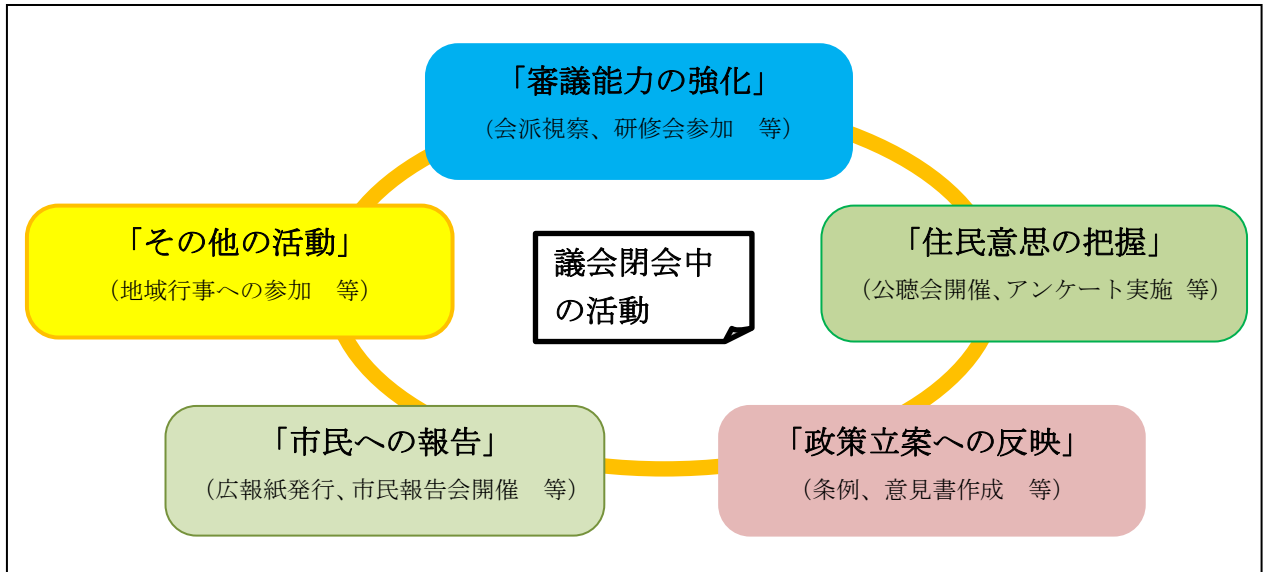 「審議能力の強化」
（会派視察、研修会参加　等）
「その他の活動」
（地域行事への参加　等）
議会閉会中
の活動
「住民意思の把握」
（公聴会開催、アンケート実施 等）
「市民への報告」
（広報紙発行、市民報告会開催　等）
「政策立案への反映」
（条例、意見書作成　等）